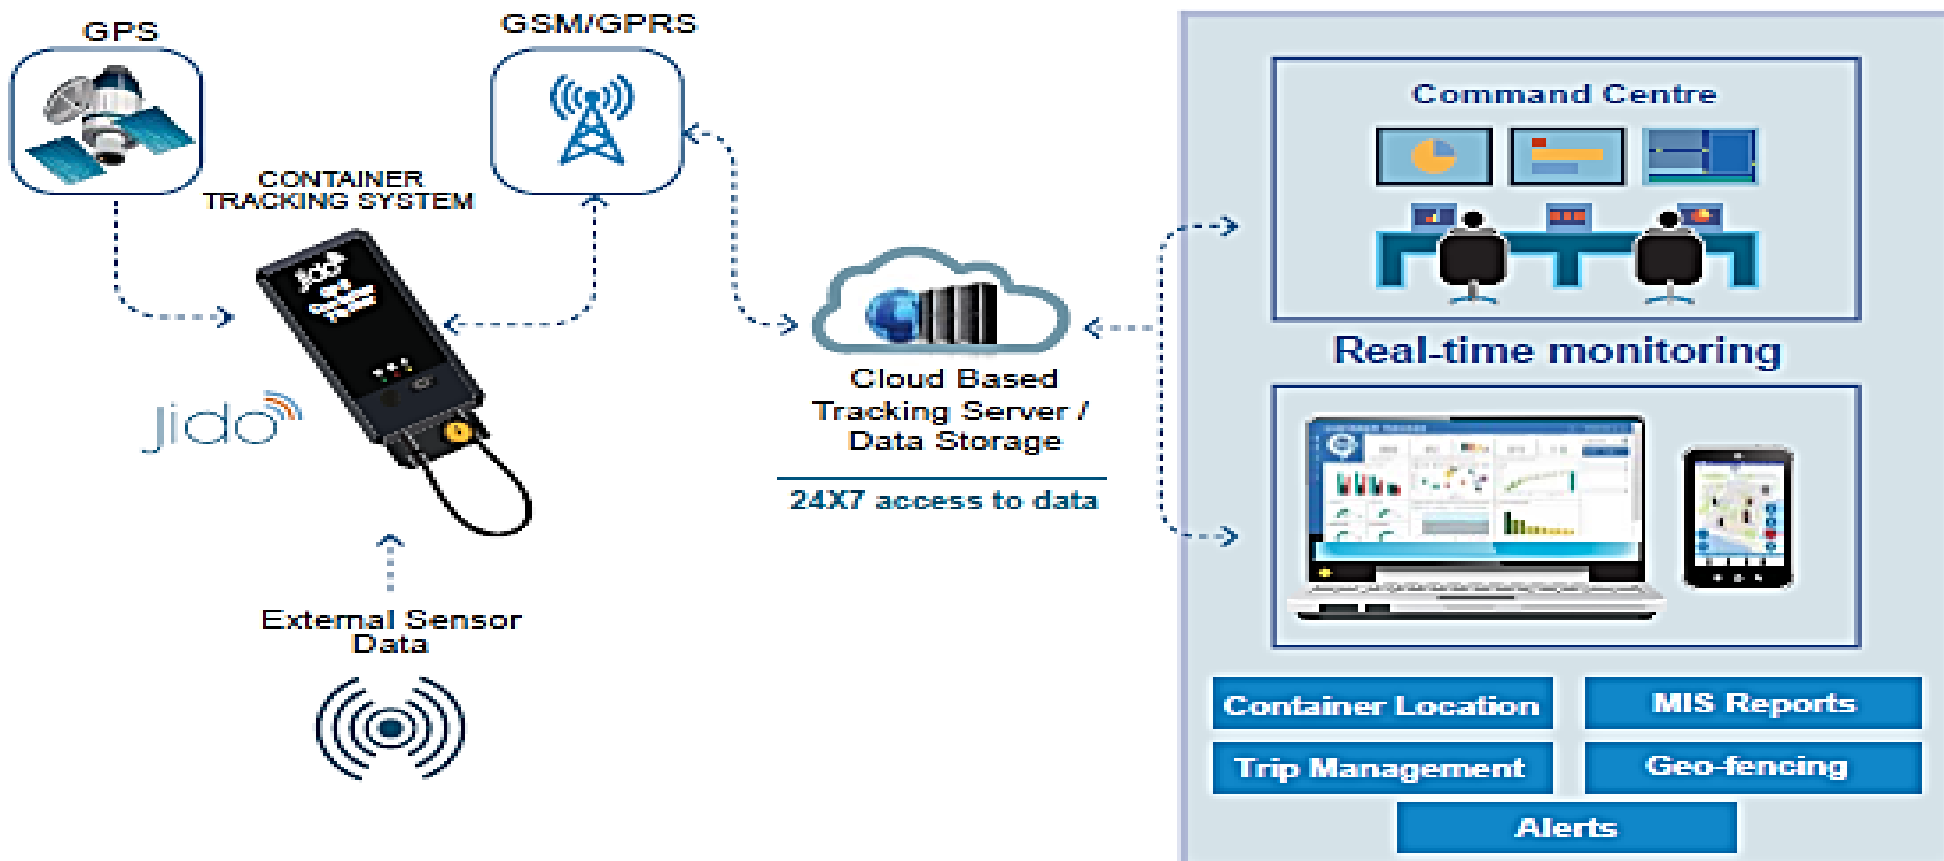 GPS
GSM/GPRS
CONTAINER
TRACKING SYSTEM
Jido
External Sensor
Data
Cloud Based
Tracking Server /
Data Storage
24X7 access to data
Command Centre
Real-time monitoring
Container Location
MIS Reports
Trip Management
Geo-fencing
Alerts